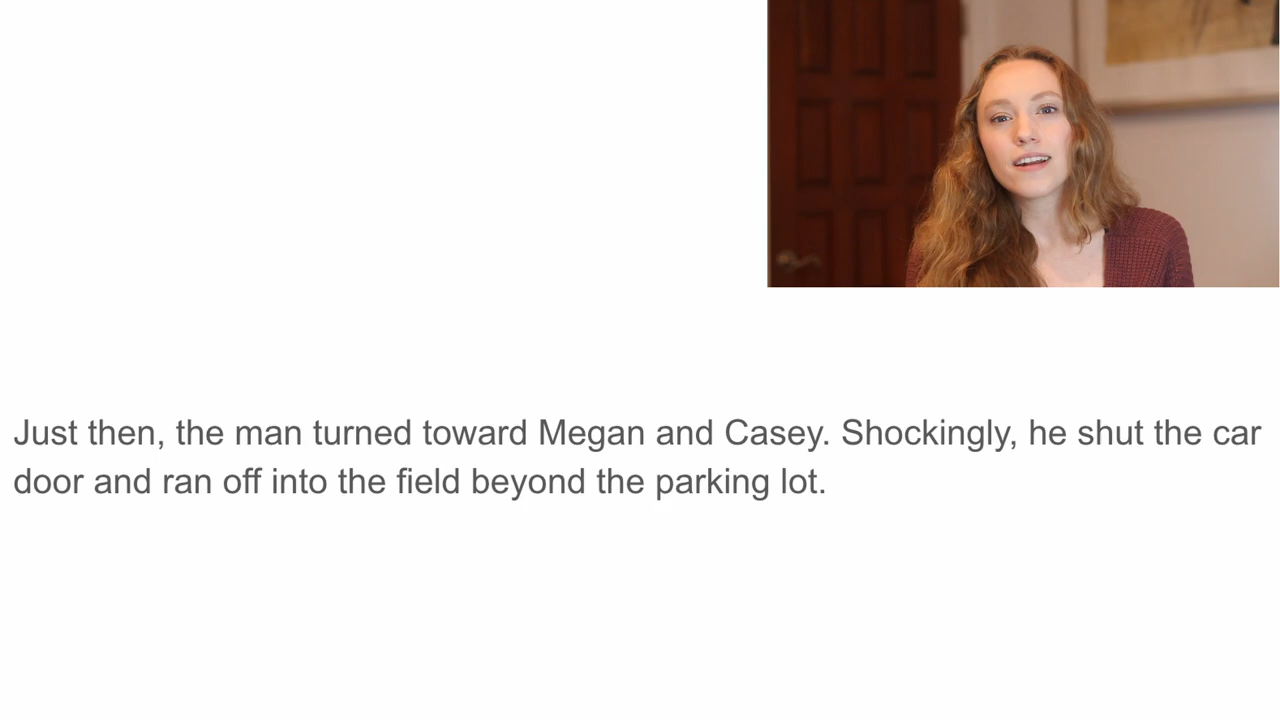 Just then, the man turned toward Megan and Casey. Shockingly, he shut the car
door and ran off into the field beyond the parking lot.